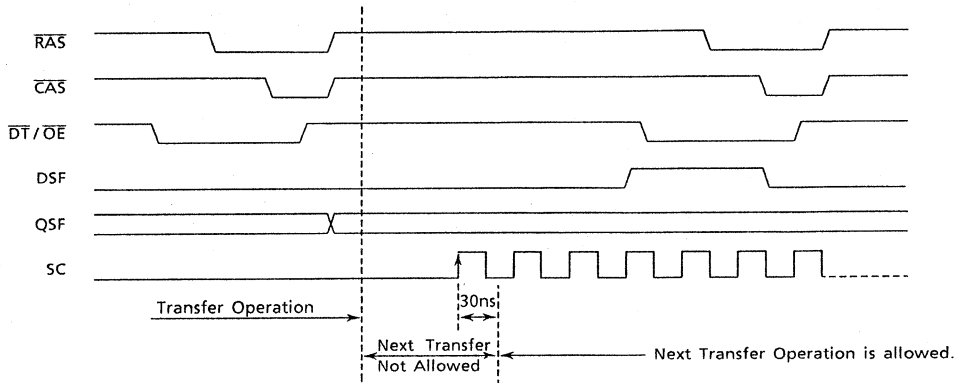 RAS
CAS
DT / OE
DSF
QSF
SC
30ns
Transfer Operation
Next Transfer
Not Allowed
Next Transfer Operation is allowed.